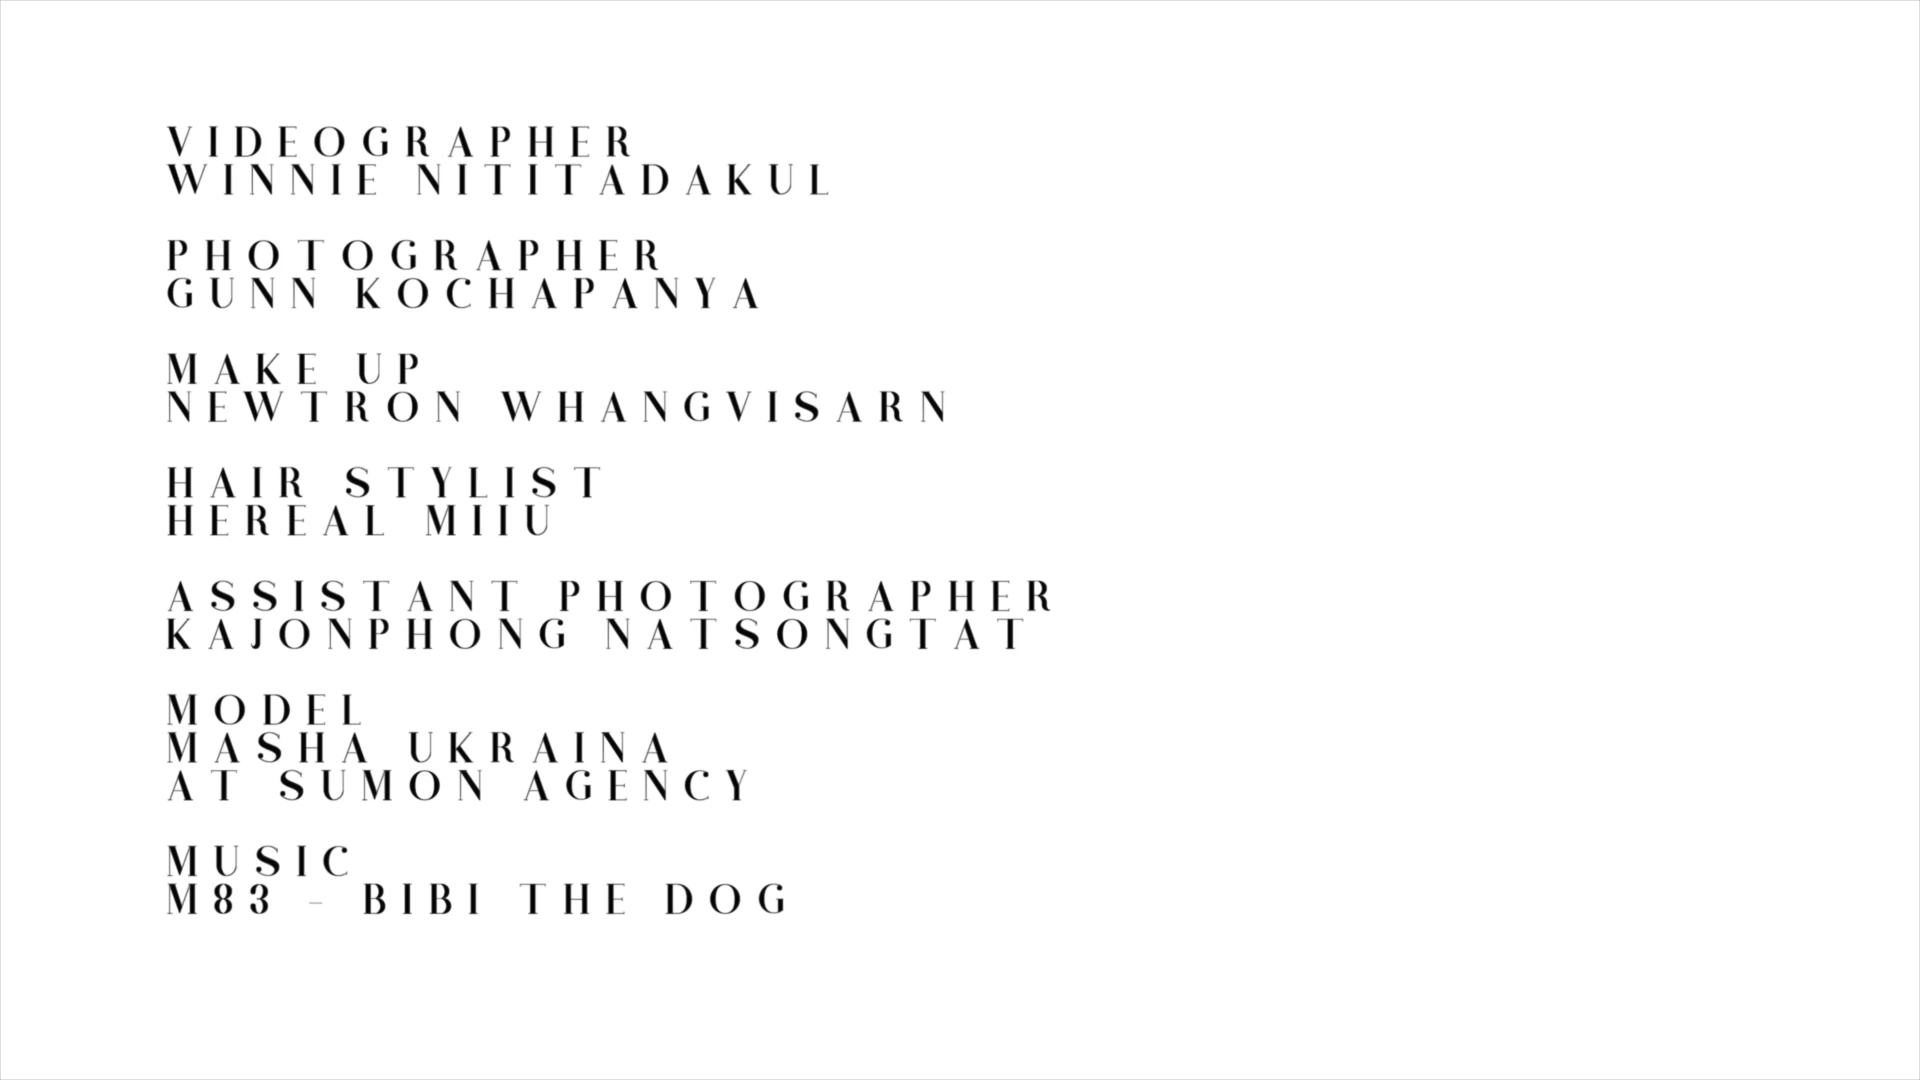 VIDEOGRAPHER
WINNIE NITITADAKUL
PHOTOGRAPHER
GUNN KOCHAPANYA
MAKE UP
NEWTRON WHANGVISARN
HAIR STYLIST
HEREAL MIIU
ASSISTANT PHOTOGRAPHER
KAJONPHONG NATSONGTAT
MODEL
MASHA UKRAINA
AT SUMON AGENCY
MUSIC
M83 - BIBI THE DOG